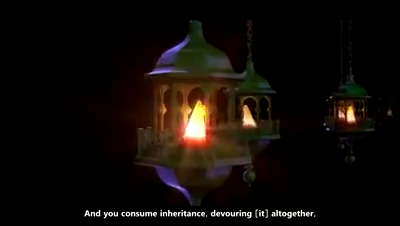 And you consume inheritance, devouring [it] altogether,